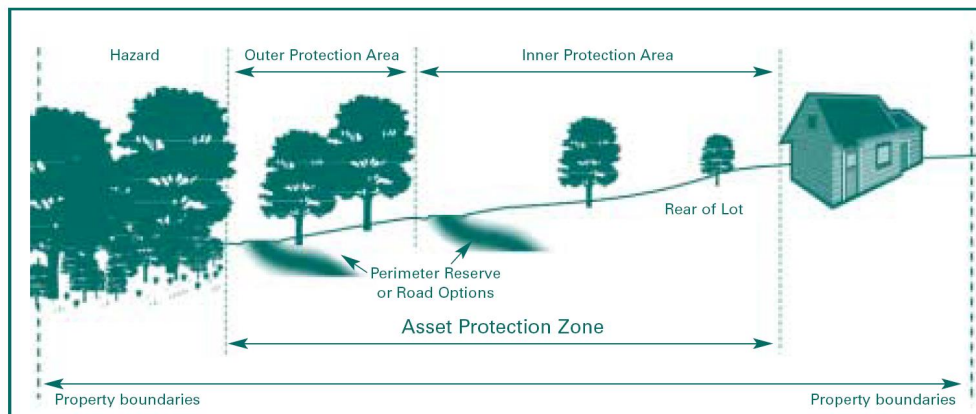 Hazard
Outer Protection Area
Inner Protection Area
Rear of Lot
Perimeter Reserve
or Road Options
Asset Protection Zone
Property boundaries
Property boundaries